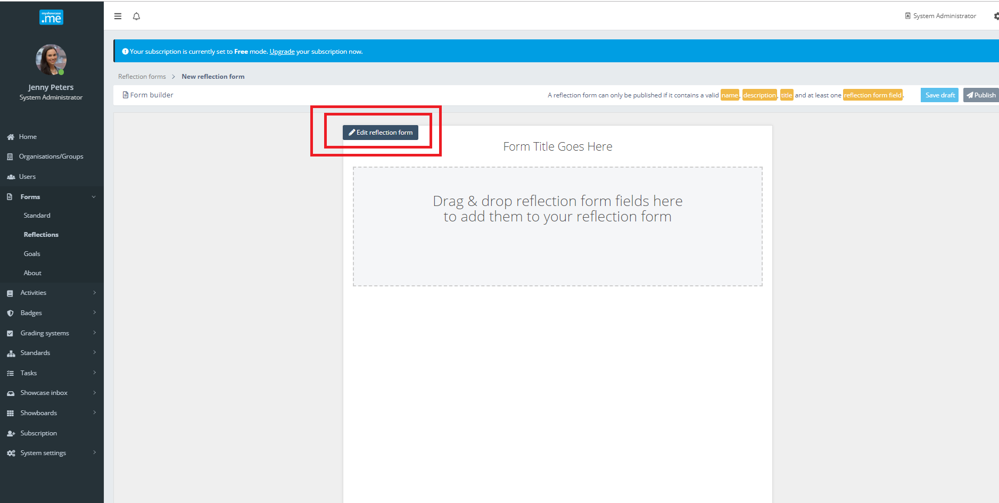 myshowcase
.me
System Administrator
Your subscription is currently set to Free mode. Upgrade your subscription now.
Jenny Peters
System Administrator
Reflection forms > New reflection form
Form builder
A reflection form can only be published if it contains a valid name, description, title and at least one reflection form field.
Save draft
Publish
Edit reflection form
Form Title Goes Here
Drag & drop reflection form fields here
to add them to your reflection form
Home
Organisations/Groups
Users
Forms
Standard
Reflections
Goals
About
Activities
Badges
Grading systems
Standards
Tasks
Showcase inbox
Showboards
Subscription
System settings